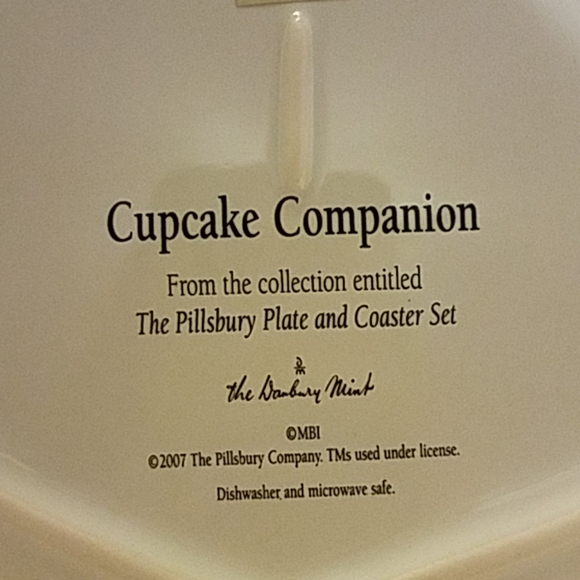 Cupcake Companion
From the collection entitled
The Pillsbury Plate and Coaster Set
the Danbury Mint
©MBI
©2007 The Pillsbury Company. TMs used under license.
Dishwasher and microwave safe.